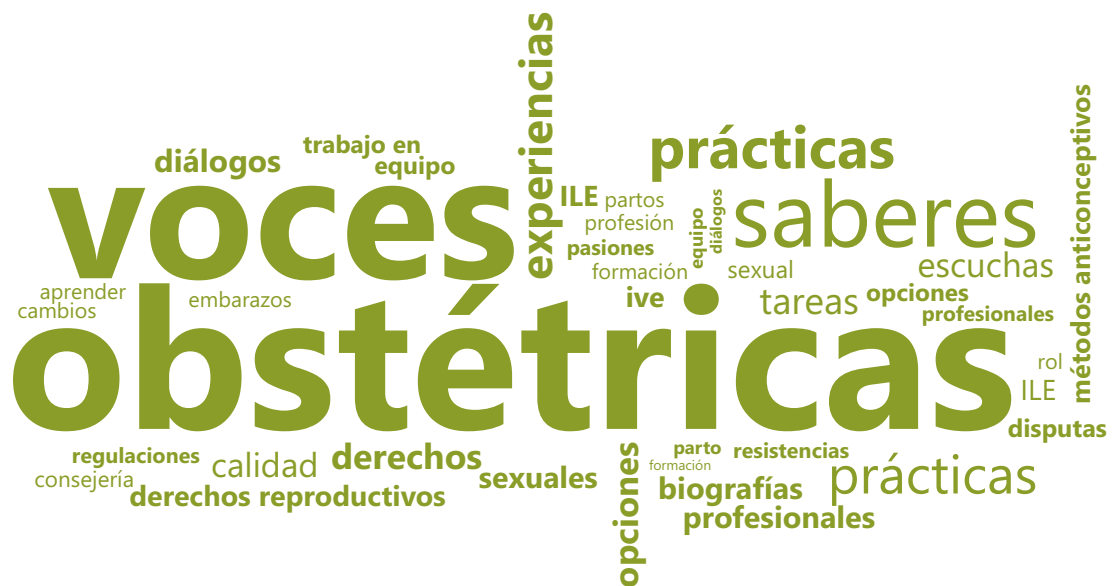 experiencias
métodos anticonceptivos
prácticas
trabajo en
equipo
diálogos
voces
ILE
partos
saberes
profesión
equipo
diálogos
pasiones
formación
sexual
escuchas
aprender
cambios
embarazos
ive
tareas
opciones
profesionales
obstétricas
rol
ILE
disputas
regulaciones
consejería
calidad
derechos
sexuales
derechos reproductivos
opciones
parto
resistencias
formación
biografías
prácticas
profesionales